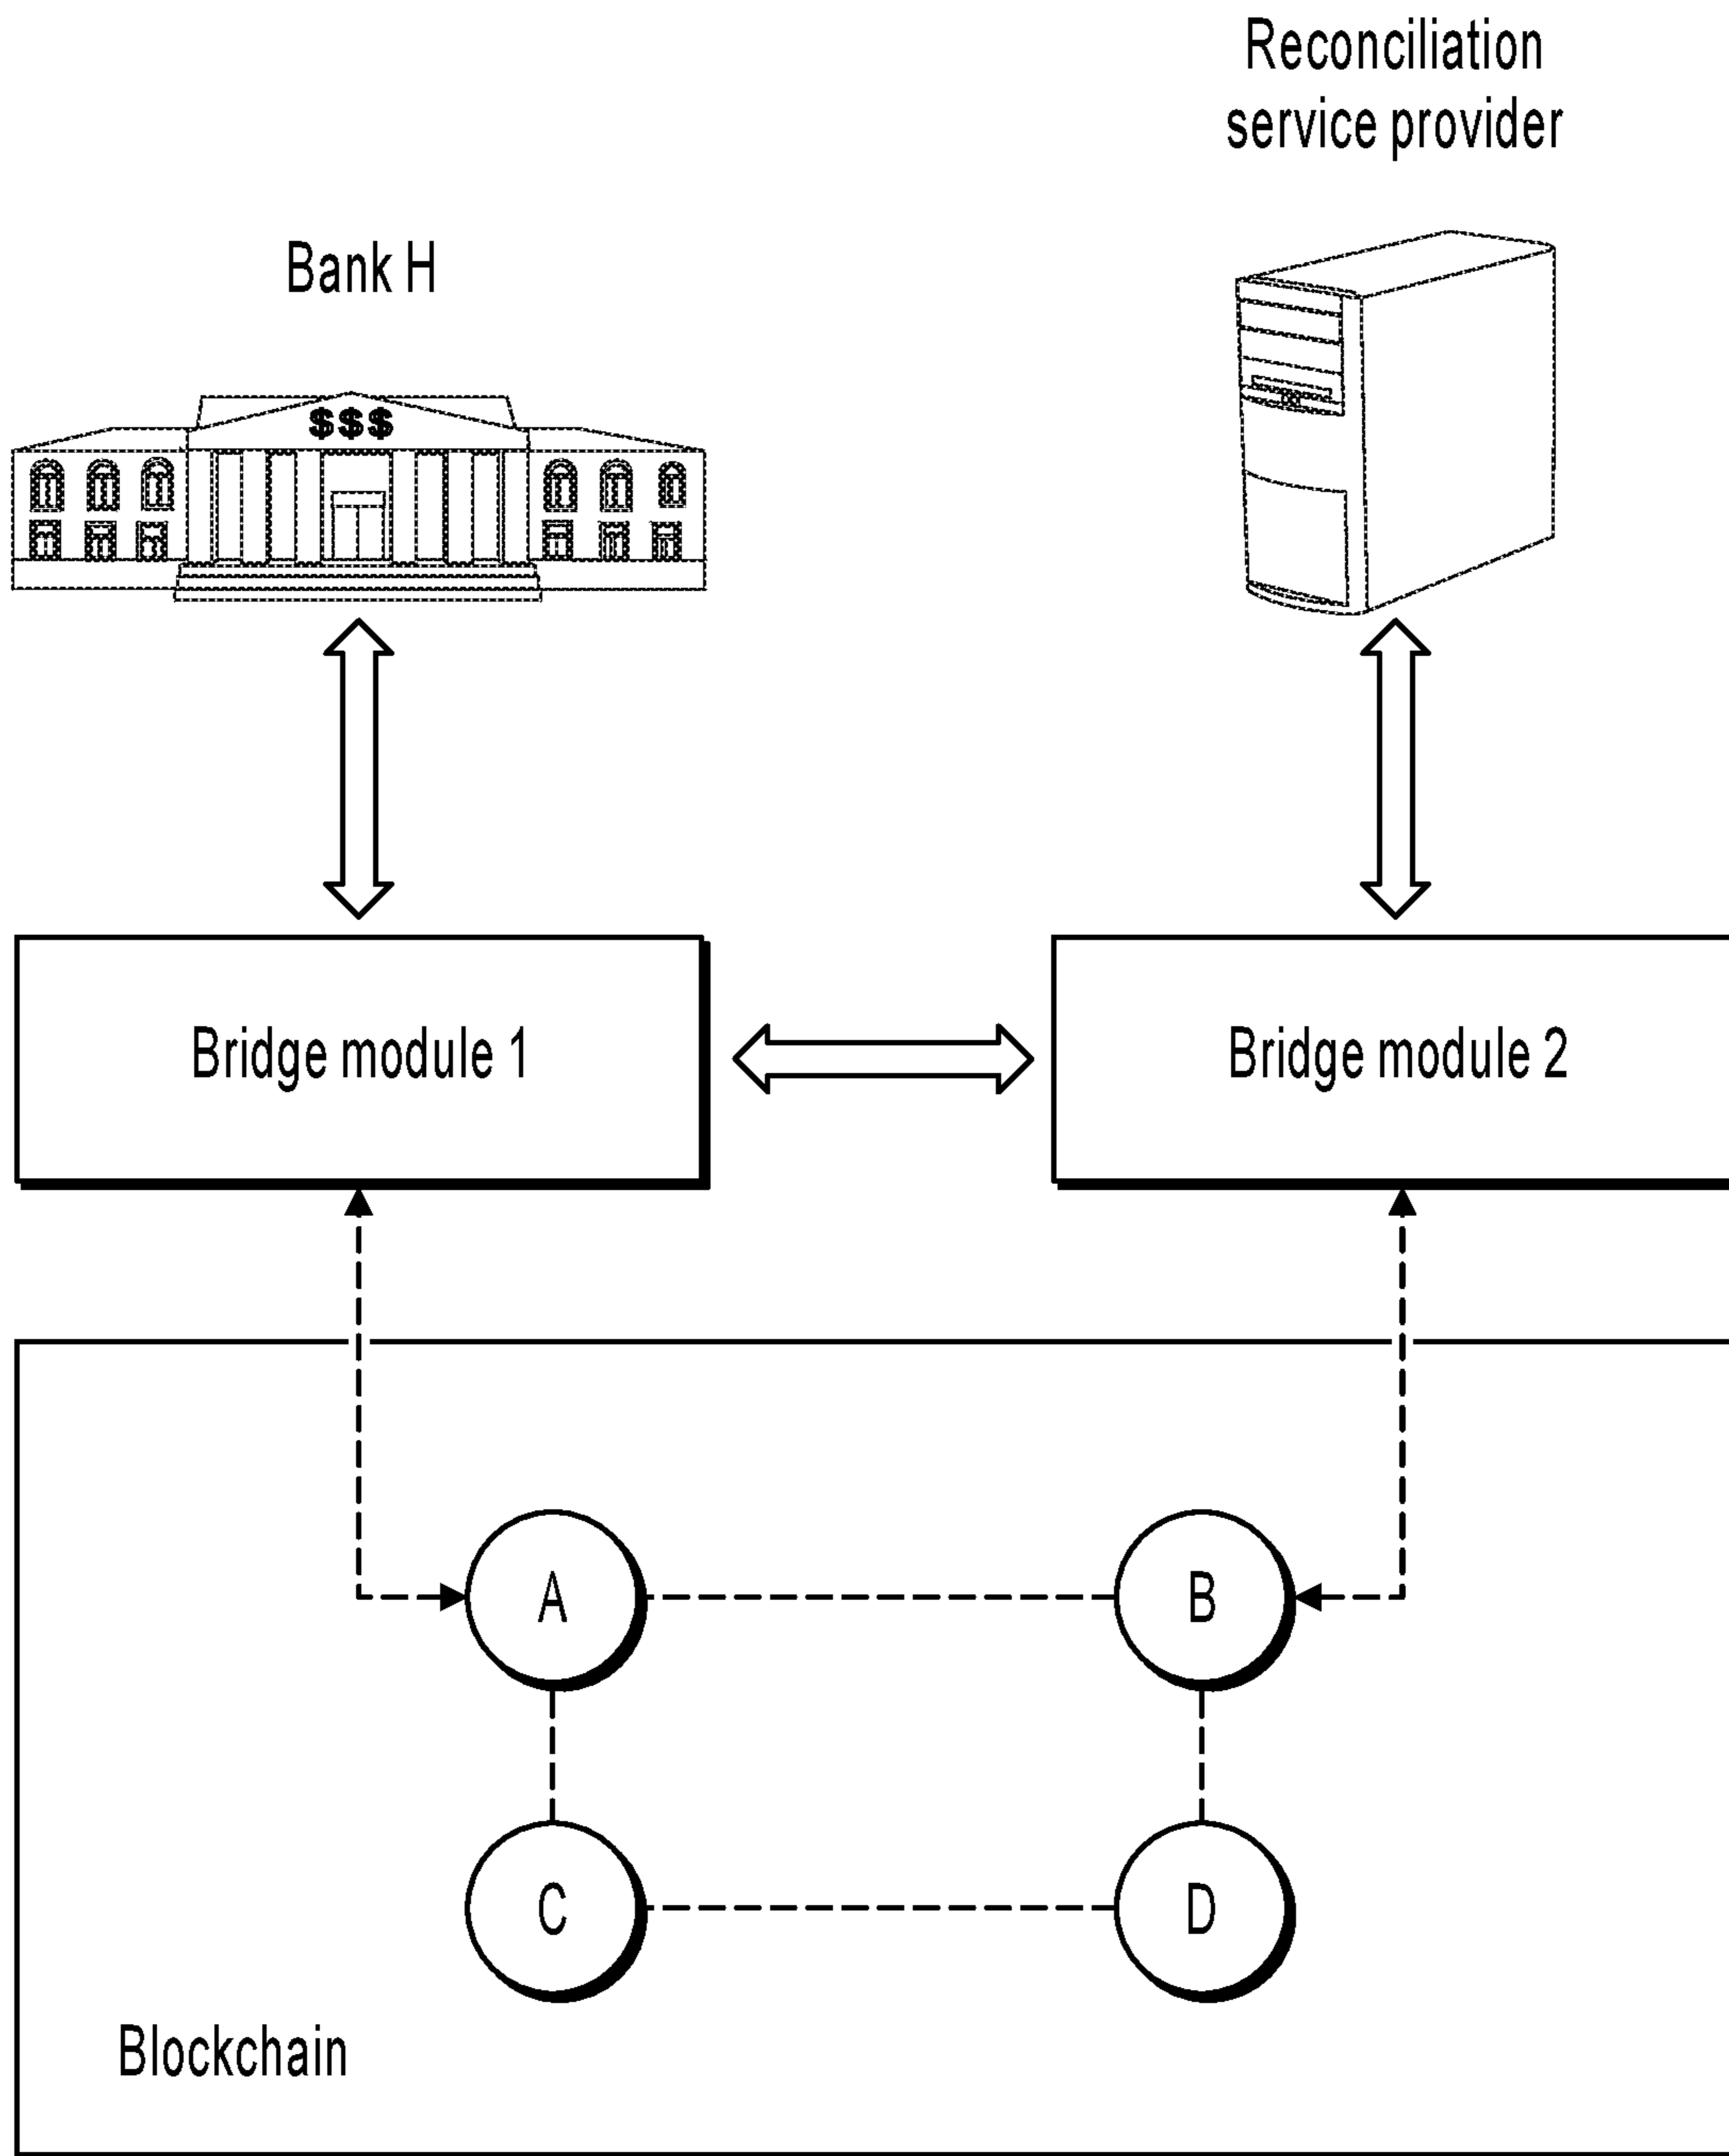 Reconciliation
service provider
Bank H
$$$
Bridge module 1
Bridge module 2
A
B
C
D
Blockchain